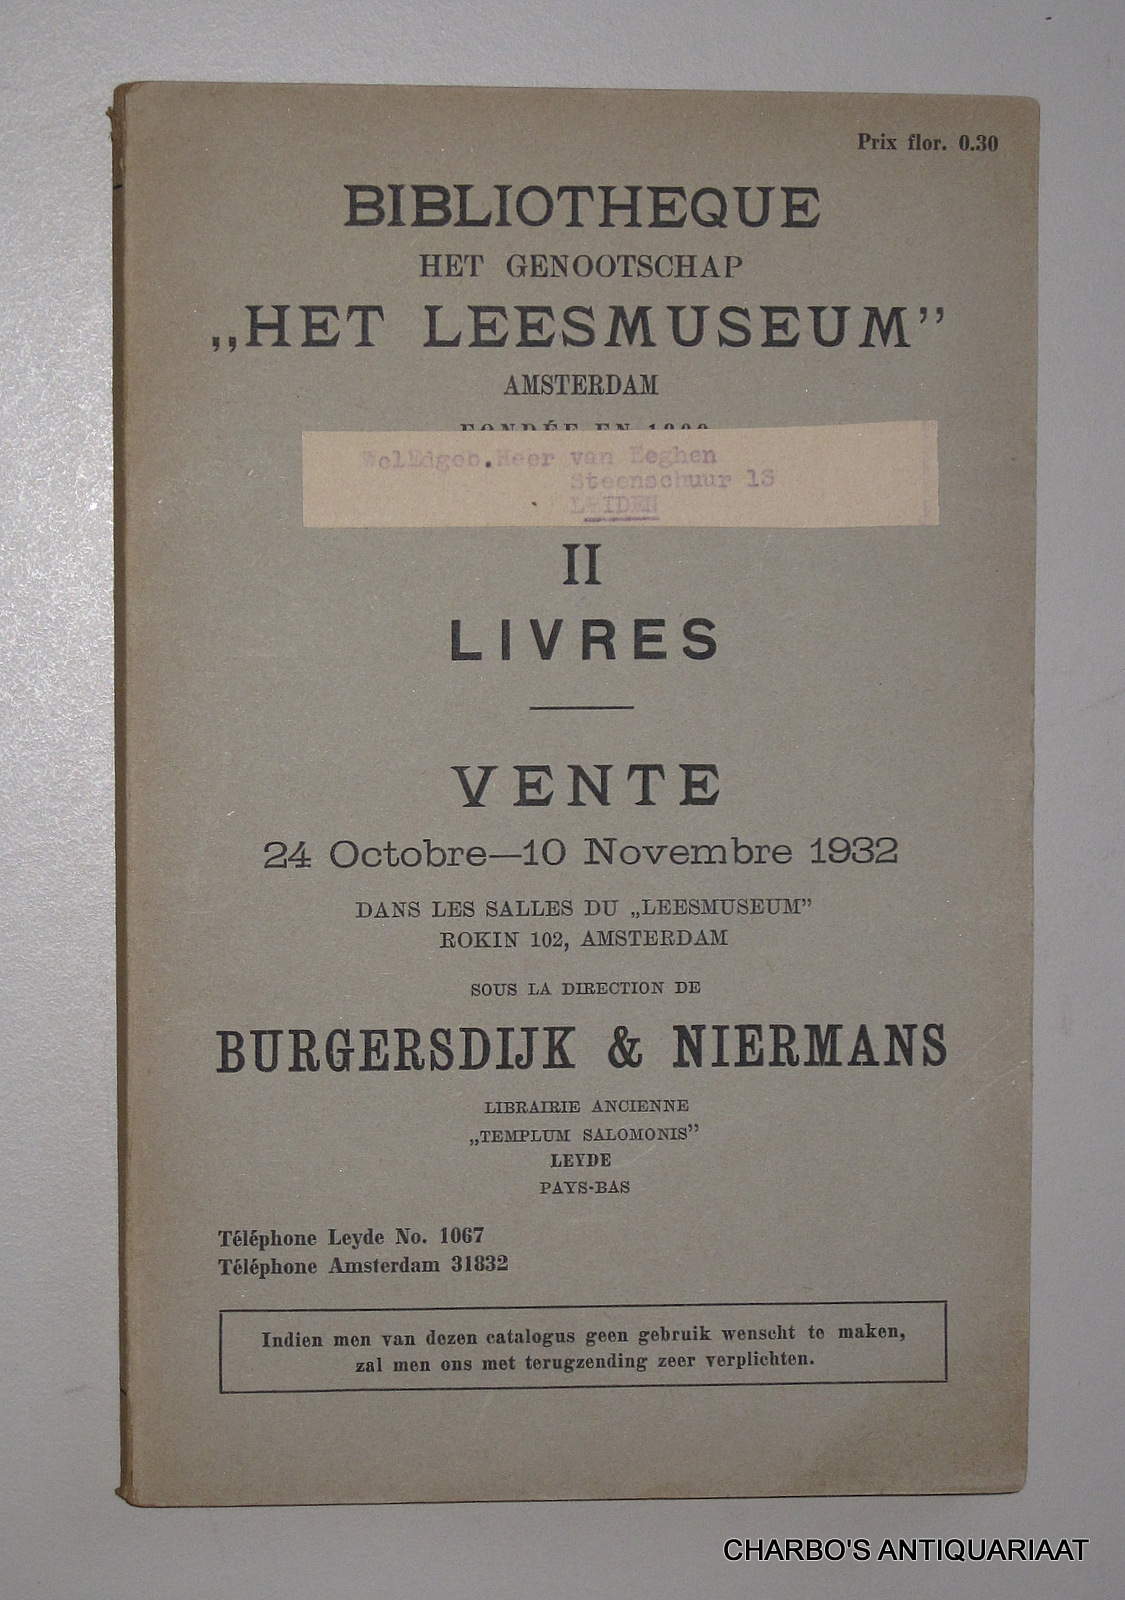 Prix flor. 0.30
BIBLIOTHEQUE
HET GENOOTSCHAP
„HET LEESMUSEUM”
AMSTERDAM
FONDÉE EN
WelEdgeb.Heer van Eeghen
Steenschuur 13
LEIDEN
II
LIVRES
VENTE
24 Octobre—10 Novembre 1932
DANS LES SALLES DU „LEESMUSEUM”
ROKIN 102, AMSTERDAM
SOUS LA DIRECTION DE
BURGERSDIJK & NIERMANS
LIBRAIRIE ANCIENNE
„TEMPLUM SALOMONIS”
LEYDE
PAYS-BAS
Téléphone Leyde No. 1067
Téléphone Amsterdam 31832
Indien men van dezen catalogus geen gebruik wenscht te maken,
zal men ons met terugzending zeer verplichten.
CHARBO'S ANTIQUARIAAT